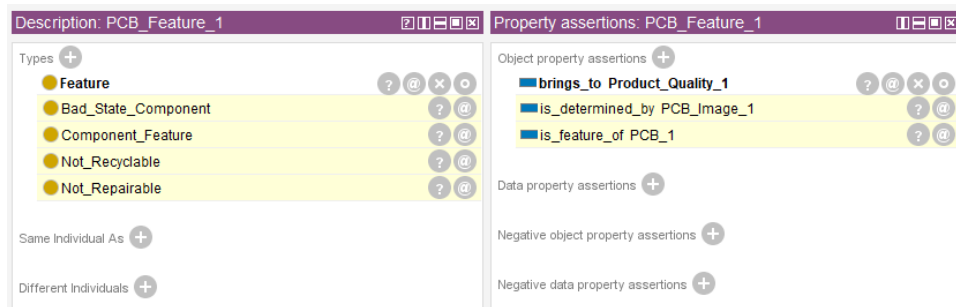 Description: PCB_Feature_1
Types
Feature
Bad_State_Component
Component_Feature
Not_Recyclable
Not_Repairable
Same Individual As
Different Individuals
Property assertions: PCB_Feature_1
Object property assertions
brings_to Product_Quality_1
is_determined_by PCB_Image_1
is_feature_of PCB_1
Data property assertions
Negative object property assertions
Negative data property assertions